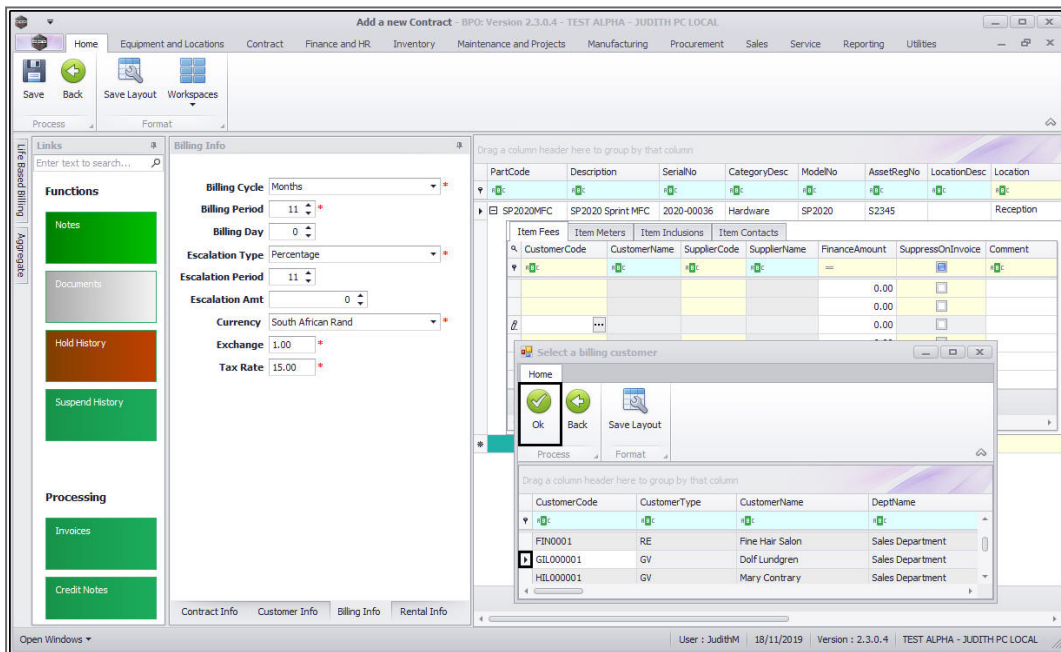 Add a new Contract - BPO: Version 2.3.0.4 - TEST ALPHA - JUDITH PC LOCAL
Home Equipment and Locations Contract Finance and HR Inventory Maintenance and Projects Manufacturing Procurement Sales Service Reporting Utilities
Save Back Save Layout Workspaces
Process Format
Life Based Billing
Aggregate
Links
Enter text to search...
Functions
Notes
Documents
Hold History
Suspend History
Processing
Invoices
Credit Notes
Billing Info
Billing Cycle Months *
Billing Period 11 *
Billing Day 0
Escalation Type Percentage *
Escalation Period 11
Escalation Amt 0
Currency South African Rand *
Exchange 1.00 *
Tax Rate 15.00 *
Contract Info Customer Info Billing Info Rental Info
Drag a column header here to group by that column
PartCode Description SerialNo CategoryDesc ModelNo AssetRegNo LocationDesc Location
SP2020MFC SP2020 Sprint MFC 2020-00036 Hardware SP2020 S2345 Reception
Item Fees Item Meters Item Inclusions Item Contacts
CustomerCode CustomerName SupplierCode SupplierName FinanceAmount SuppressOnInvoice Comment
=
0.00
0.00
0.00
Select a billing customer
Home
Ok Back Save Layout
Process Format
Drag a column header here to group by that column
CustomerCode CustomerType CustomerName DeptName
FIN0001 RE Fine Hair Salon Sales Department
GIL000001 GV Dolf Lundgren Sales Department
HIL000001 GV Mary Contrary Sales Department
Open Windows
User : JudithM 18/11/2019 Version : 2.3.0.4 TEST ALPHA - JUDITH PC LOCAL